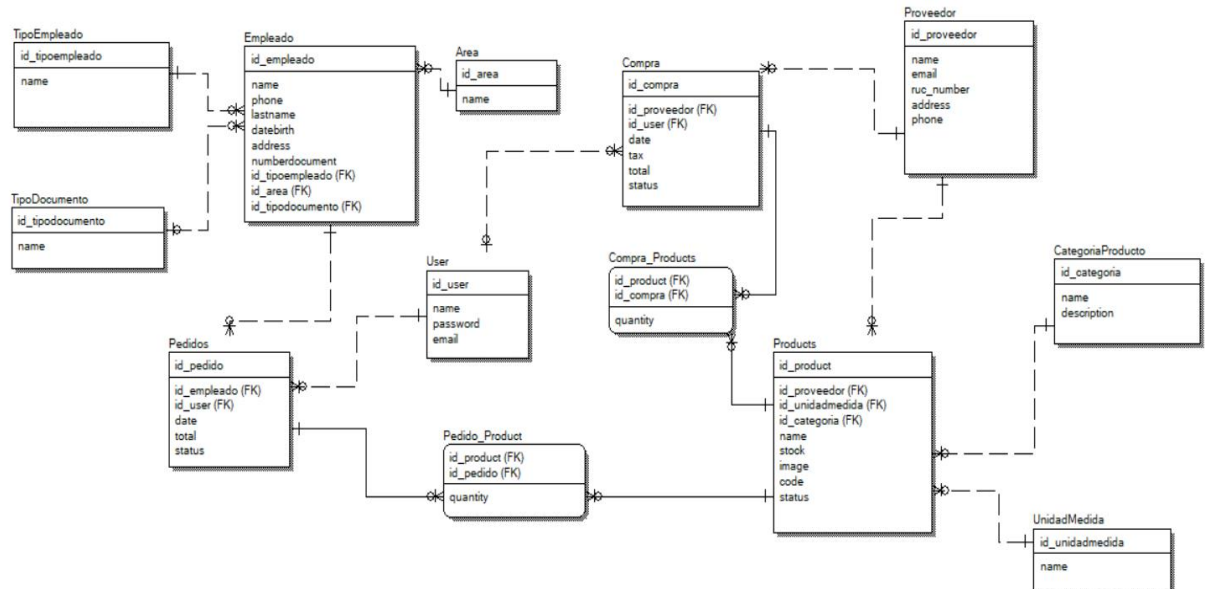 TipoEmpleado
id_tipoempleado
name
TipoDocumento
id_tipodocumento
name
Empleado
id_empleado
name
phone
lastname
datebirth
address
numberdocument
id_tipoempleado (FK)
id_area (FK)
id_tipodocumento (FK)
Area
id_area
name
User
id_user
name
password
email
Pedidos
id_pedido
id_empleado (FK)
id_user (FK)
date
total
status
Pedido_Product
id_product (FK)
id_pedido (FK)
quantity
Compra
id_compra
id_proveedor (FK)
id_user (FK)
date
tax
total
status
Compra_Products
id_product (FK)
id_compra (FK)
quantity
Proveedor
id_proveedor
name
email
ruc_number
address
phone
Products
id_product
id_proveedor (FK)
id_unidadmedida (FK)
id_categoria (FK)
name
stock
image
code
status
CategoriaProducto
id_categoria
name
description
UnidadMedida
id_unidadmedida
name